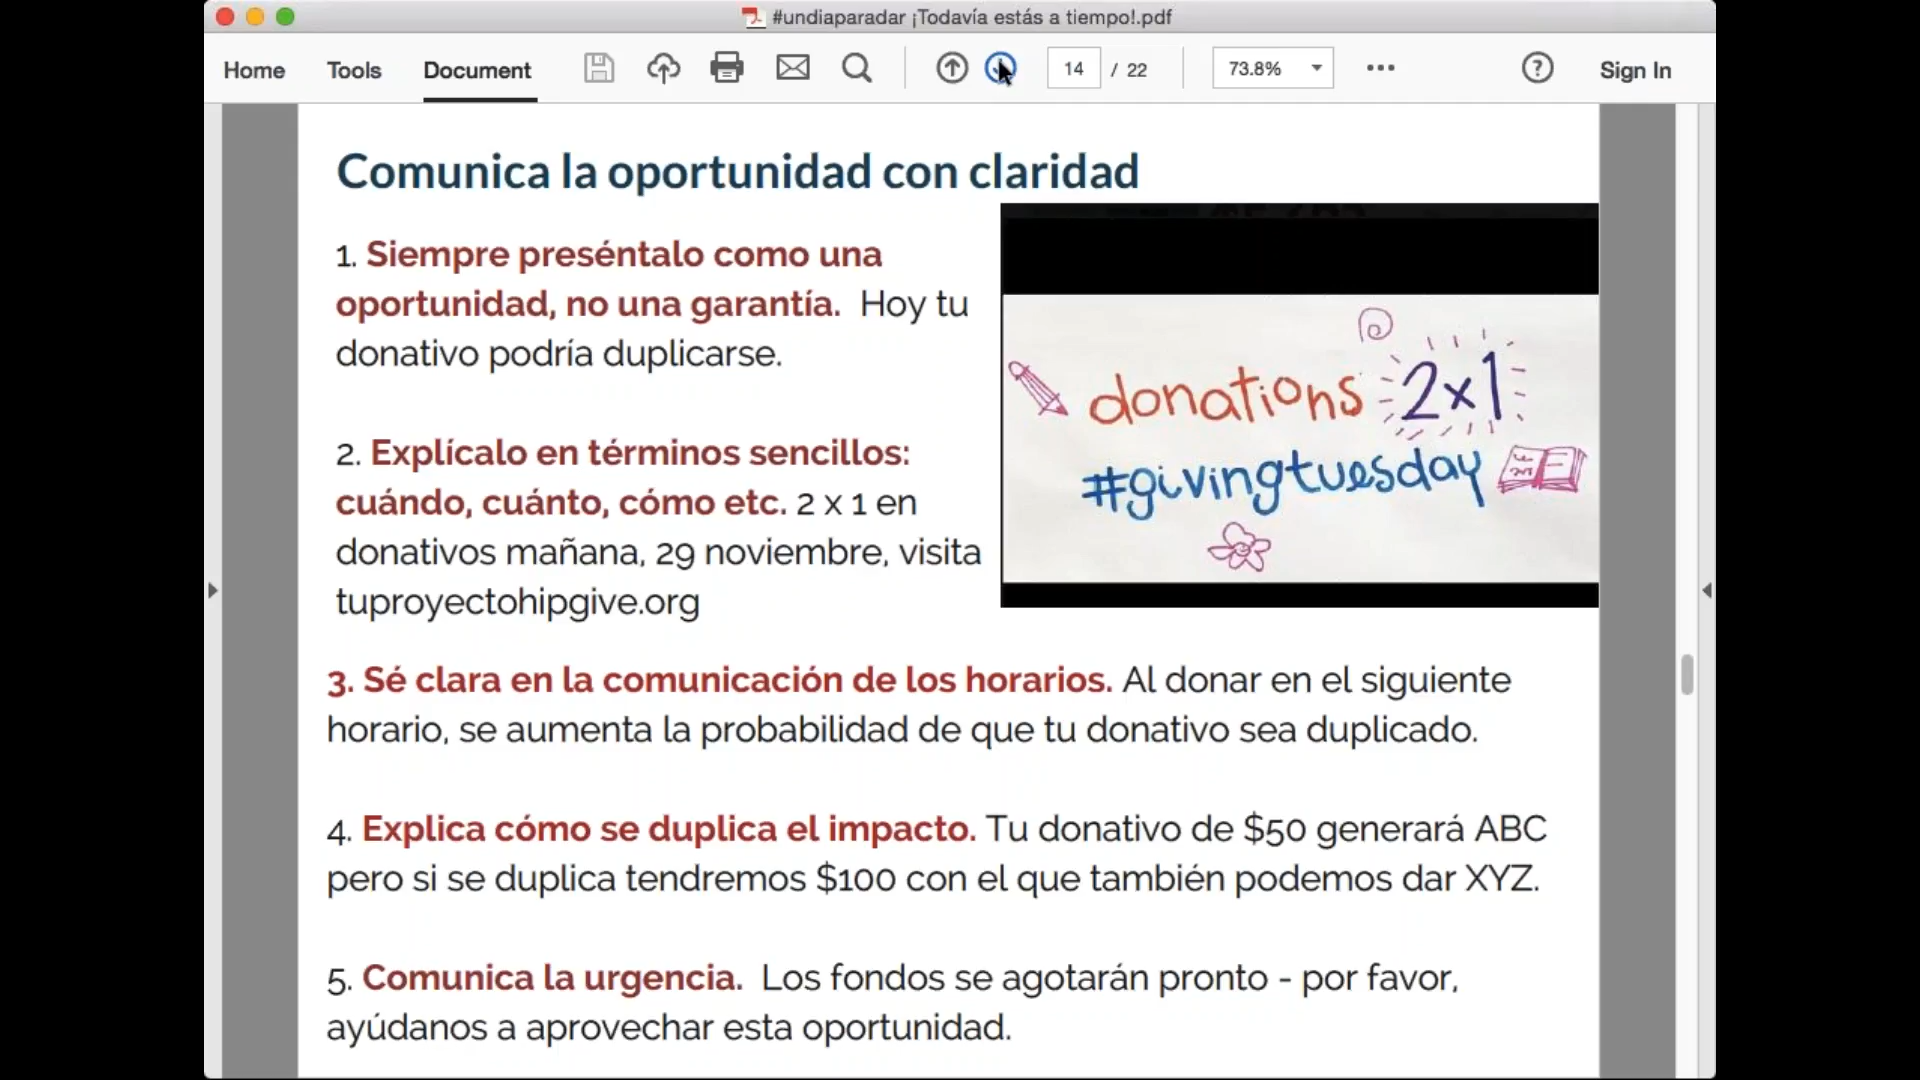 #undiaparadar ¡Todavía estás a tiempo!.pdf
Home Tools Document 14 / 22 73.8% ? Sign In
Comunica la oportunidad con claridad
1. Siempre preséntalo como una
oportunidad, no una garantía. Hoy tu
donativo podría duplicarse.
2. Explícalo en términos sencillos:
cuándo, cuánto, cómo etc. 2 x 1 en
donativos mañana, 29 noviembre, visita
tuproyectohipgive.org
donations 2x1
#givingtuesday
3. Sé clara en la comunicación de los horarios. Al donar en el siguiente
horario, se aumenta la probabilidad de que tu donativo sea duplicado.
4. Explica cómo se duplica el impacto. Tu donativo de $50 generará ABC
pero si se duplica tendremos $100 con el que también podemos dar XYZ.
5. Comunica la urgencia. Los fondos se agotarán pronto - por favor,
ayúdanos a aprovechar esta oportunidad.